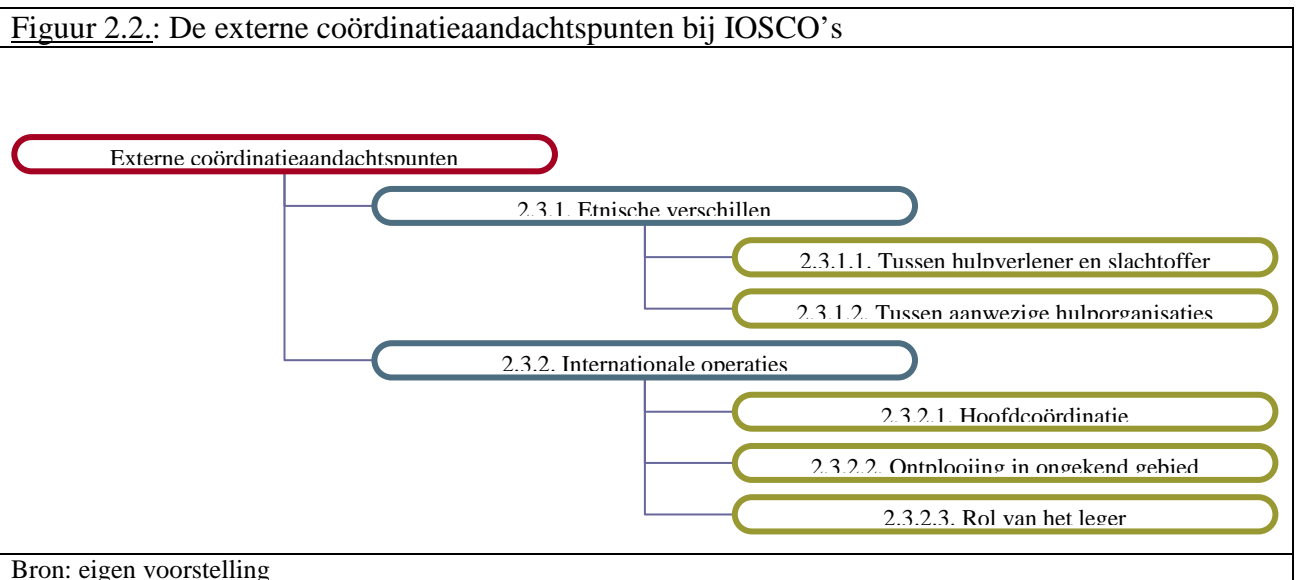 Figuur 2.2.: De externe coördinatieaandachtspunten bij IOSCO’s
Externe coördinatieaandachtspunten
2.3.1. Etnische verschillen
2.3.1.1. Tussen hulpverlener en slachtoffer
2.3.1.2. Tussen aanwezige hulporganisaties
2.3.2. Internationale operaties
2.3.2.1. Hoofdcoördinatie
2.3.2.2. Ontplooiing in ongekend gebied
2.3.2.3. Rol van het leger
Bron: eigen voorstelling